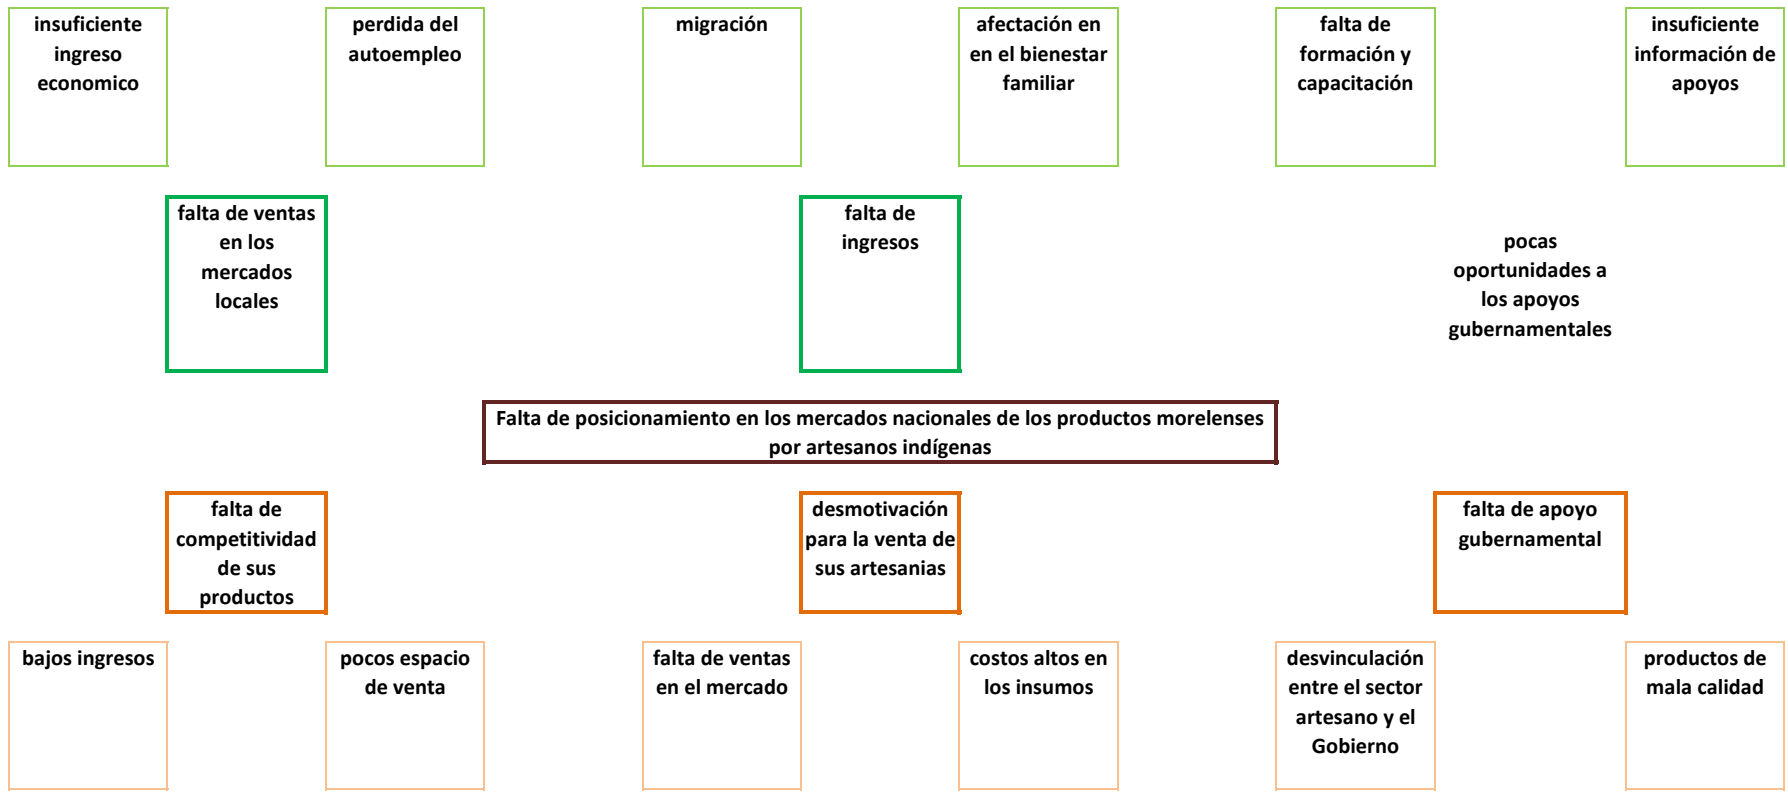 insuficiente
ingreso
economico
perdida del
autoempleo
migración
afectación en
en el bienestar
familiar
falta de
formación y
capacitación
insuficiente
información de
apoyos
falta de ventas
en los
mercados
locales
falta de
ingresos
pocas
oportunidades a
los apoyos
gubernamentales
Falta de posicionamiento en los mercados nacionales de los productos morelenses
por artesanos indígenas
falta de
competitividad
de sus
productos
desmotivación
para la venta de
sus artesanias
falta de apoyo
gubernamental
bajos ingresos
pocos espacio
de venta
falta de ventas
en el mercado
costos altos en
los insumos
desvinculación
entre el sector
artesano y el
Gobierno
productos de
mala calidad